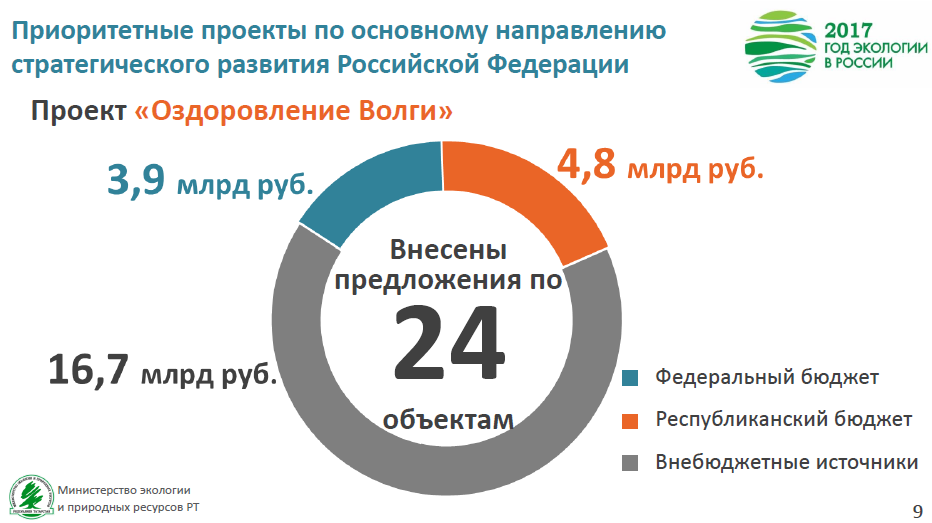 Приоритетные проекты по основному направлению
стратегического развития Российской Федерации
2017
ГОД ЭКОЛОГИИ
В РОССИИ
Проект «Оздоровление Волги»
3,9 млрд руб.
4,8 млрд руб.
Внесены
предложения по
24
объектам
16,7 млрд руб.
Федеральный бюджет
Республиканский бюджет
Внебюджетные источники
Министерство экологии
и природных ресурсов РТ
9